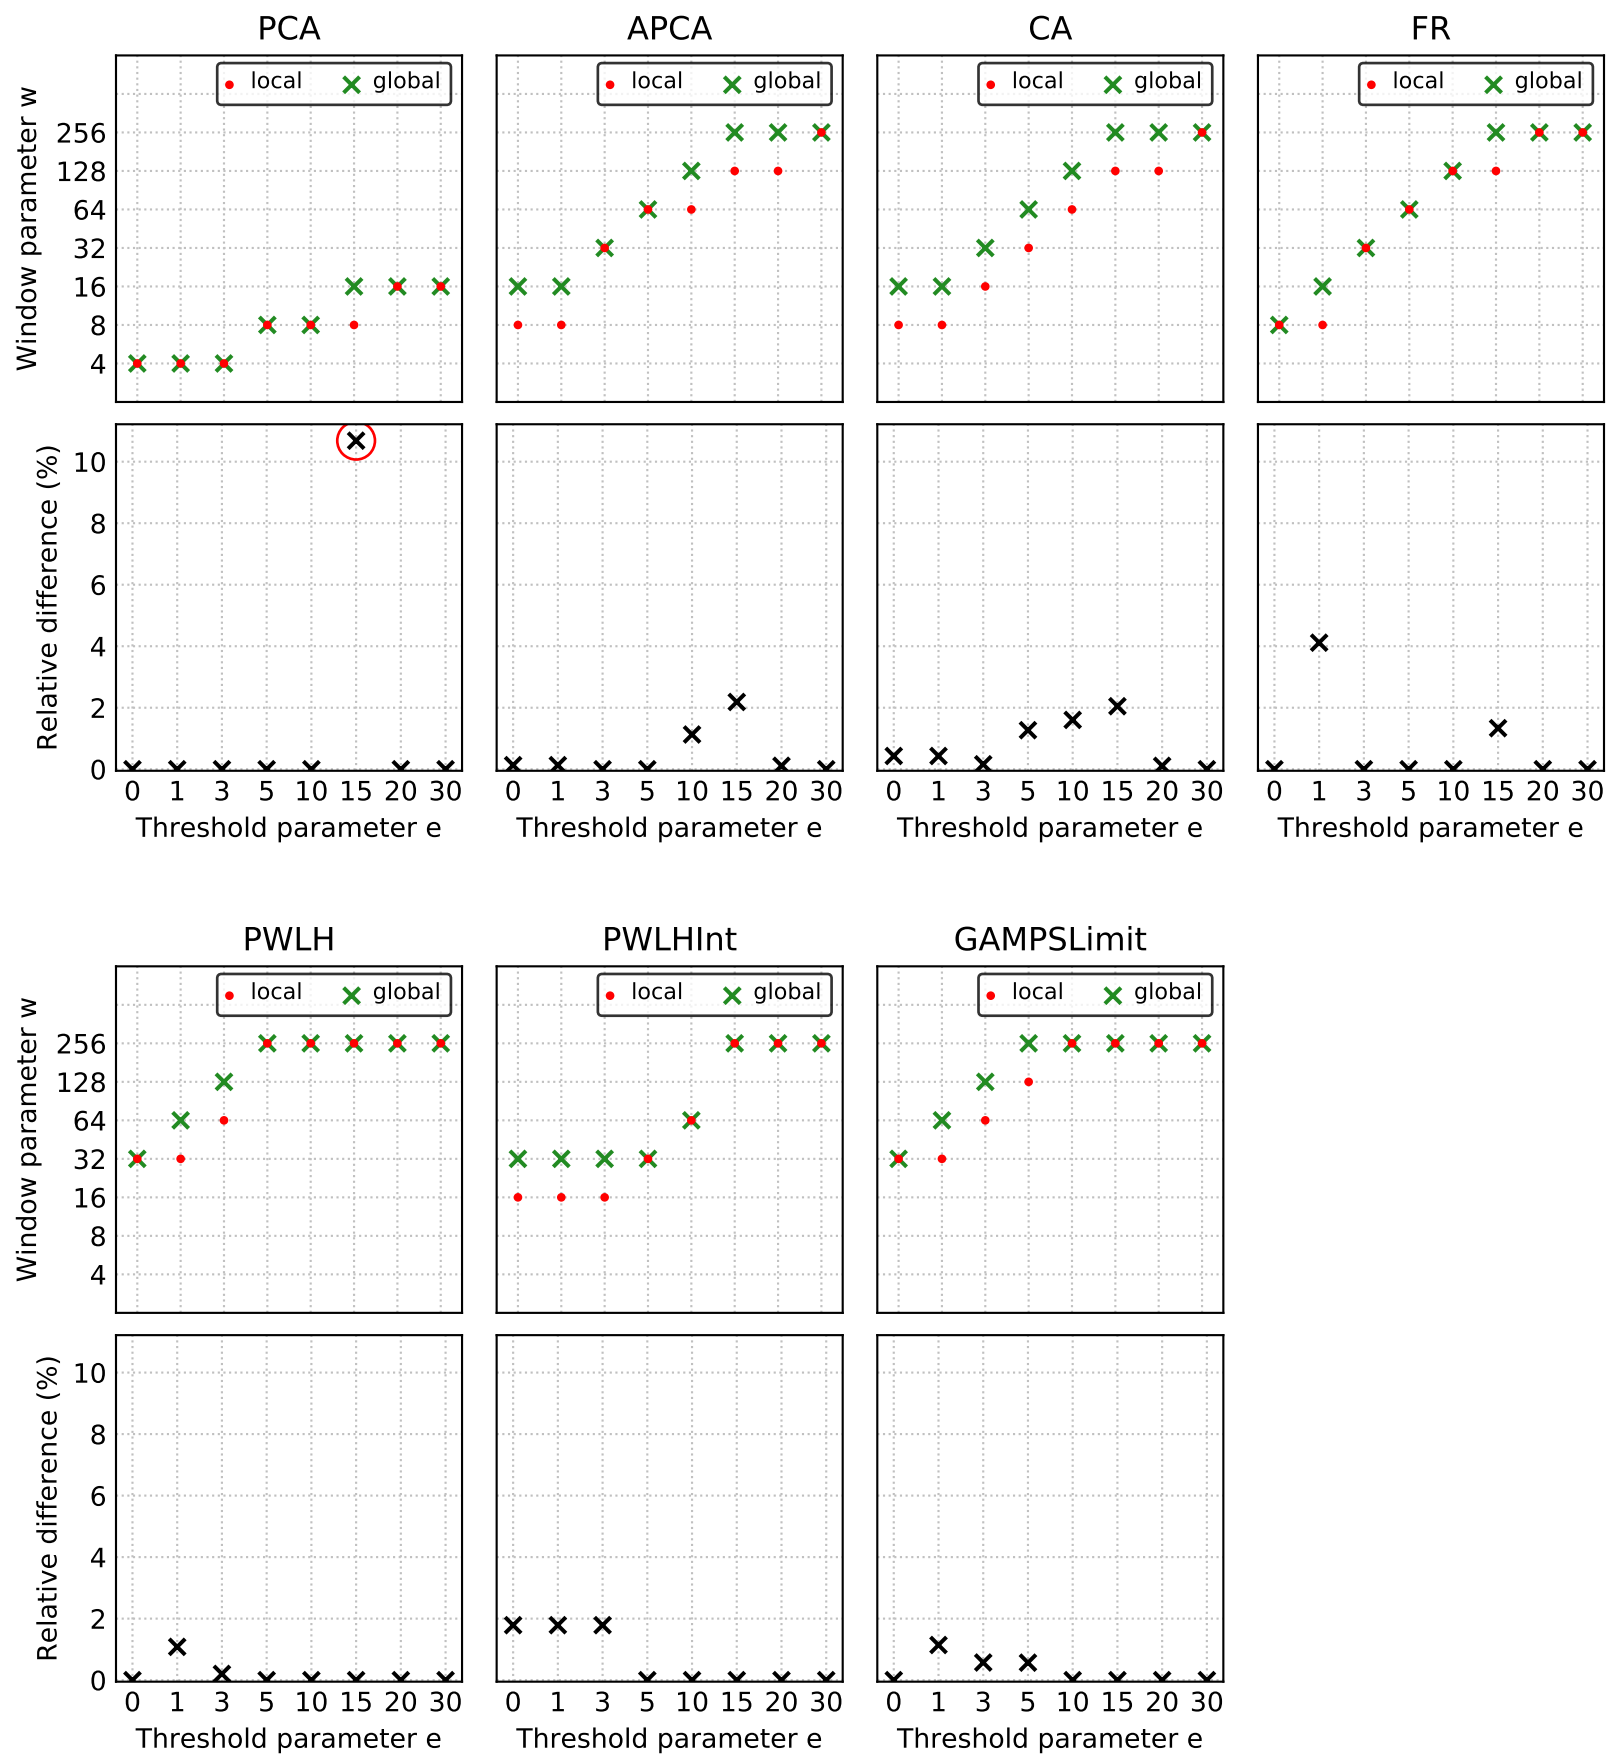 PCA APCA CA FR
local global local global local global local global
Window parameter w
256
128
64
32
16
8
4
Relative difference (%)
10
8
6
4
2
0
0 1 3 5 10 15 20 30 0 1 3 5 10 15 20 30 0 1 3 5 10 15 20 30 0 1 3 5 10 15 20 30
Threshold parameter e Threshold parameter e Threshold parameter e Threshold parameter e
PWLH PWLHInt GAMPSLimit
local global local global local global
Window parameter w
256
128
64
32
16
8
4
Relative difference (%)
10
8
6
4
2
0
0 1 3 5 10 15 20 30 0 1 3 5 10 15 20 30 0 1 3 5 10 15 20 30
Threshold parameter e Threshold parameter e Threshold parameter e